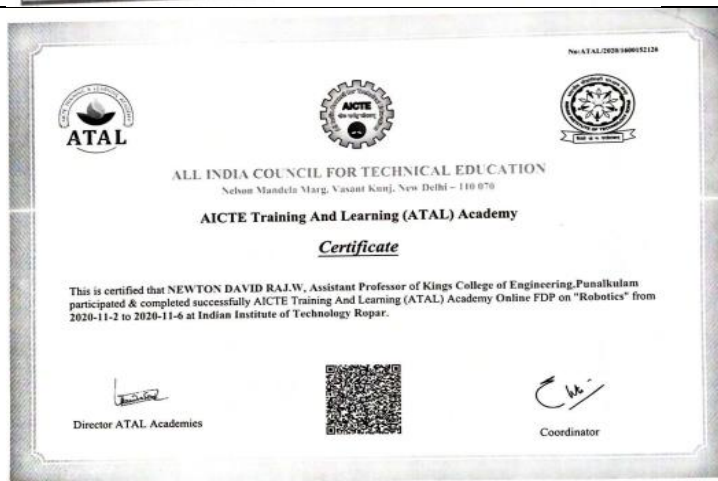 No:ATAL/2020/1600152126
ATAL
AICTE
ALL INDIA COUNCIL FOR TECHNICAL EDUCATION
Nelson Mandela Marg, Vasant Kunj, New Delhi – 110 070
AICTE Training And Learning (ATAL) Academy
Certificate
This is certified that NEWTON DAVID RAJ.W, Assistant Professor of Kings College of Engineering,Punalkulam
participated & completed successfully AICTE Training And Learning (ATAL) Academy Online FDP on "Robotics" from
2020-11-2 to 2020-11-6 at Indian Institute of Technology Ropar.
Director ATAL Academies
Coordinator